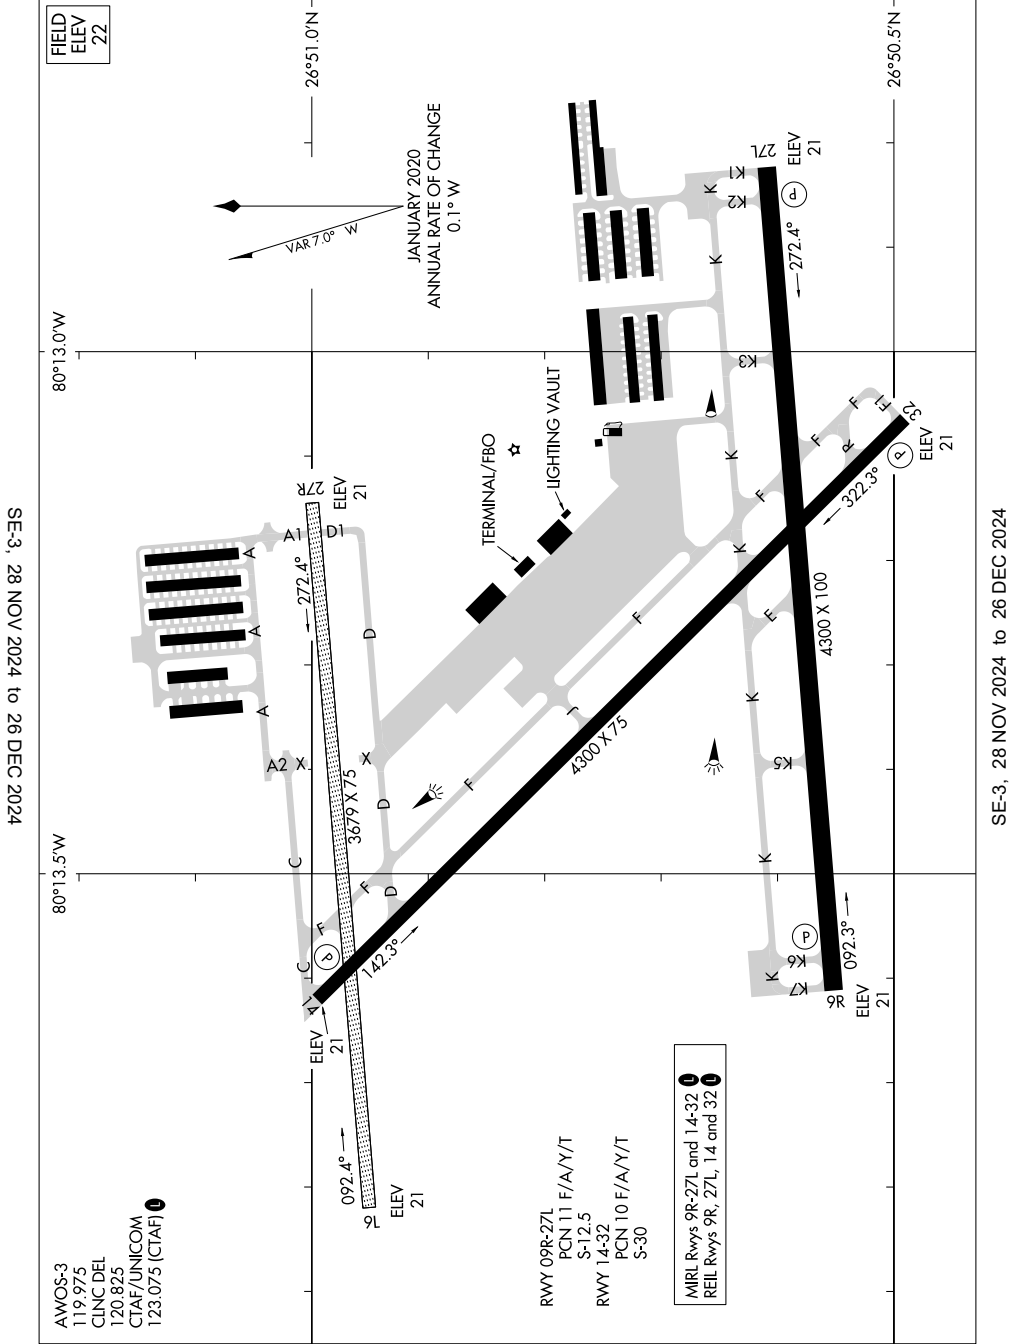 SE-3, 28 NOV 2024 to 26 DEC 2024
AWOS-3
119.975
CLNC DEL
120.825
CTAF/UNICOM
123.075 (CTAF) L
FIELD
ELEV
22
80°13.5'W
80°13.0'W
26°51.0'N
26°50.5'N
VAR 7.0° W
JANUARY 2020
ANNUAL RATE OF CHANGE
0.1° W
A
A
A
A1
D1
A2
X
X
C
C
D
D
D
F
F
F
F
F
F
F
F1
R
J
E
27R
ELEV
21
272.4°
3679 X 75
092.4°
9L
ELEV
21
14
ELEV
21
P
142.3°
4300 X 75
322.3°
32
ELEV
21
P
TERMINAL/FBO
LIGHTING VAULT
27L
ELEV
21
P
272.4°
4300 X 100
092.3°
9R
ELEV
21
P
K1
K2
K
K
K3
K
K
K
K5
K
K6
K
K7
RWY 09R-27L
PCN 11 F/A/Y/T
S-12.5
RWY 14-32
PCN 10 F/A/Y/T
S-30
MIRL Rwys 9R-27L and 14-32 L
REIL Rwys 9R, 27L, 14 and 32 L
SE-3, 28 NOV 2024 to 26 DEC 2024